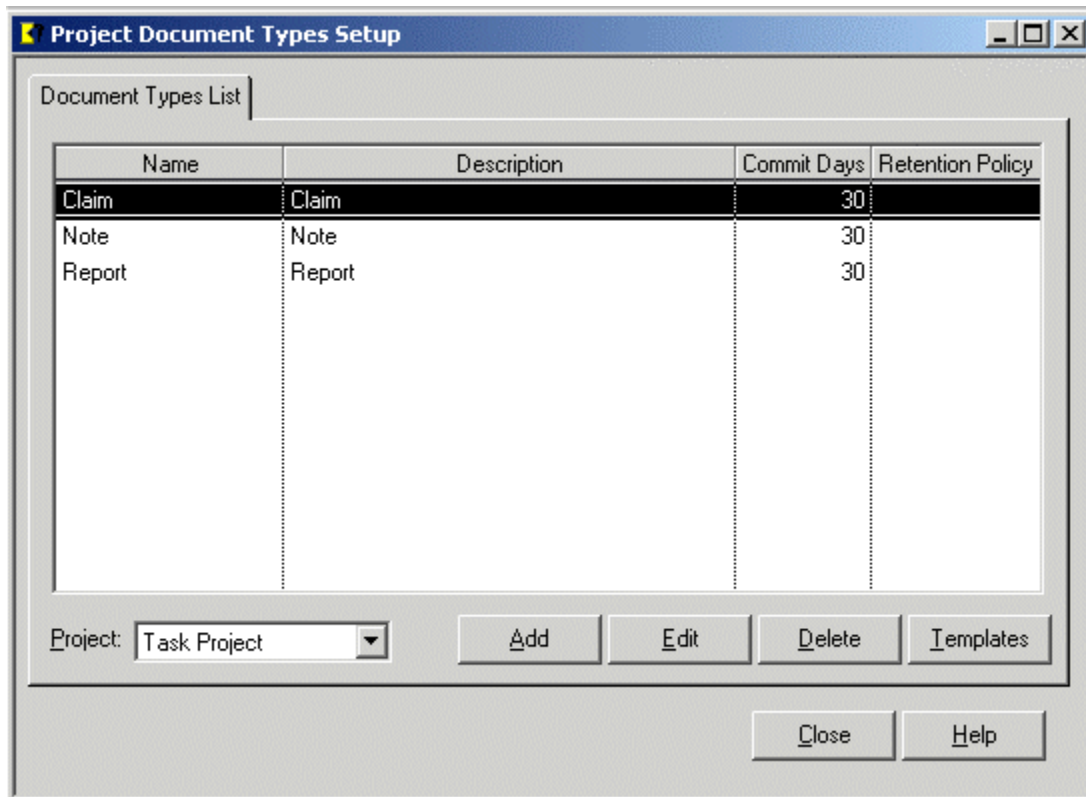 Project Document Types Setup
Document Types List
Name Description Commit Days Retention Policy
Claim Claim 30
Note Note 30
Report Report 30
Project: Task Project Add Edit Delete Templates
Close Help